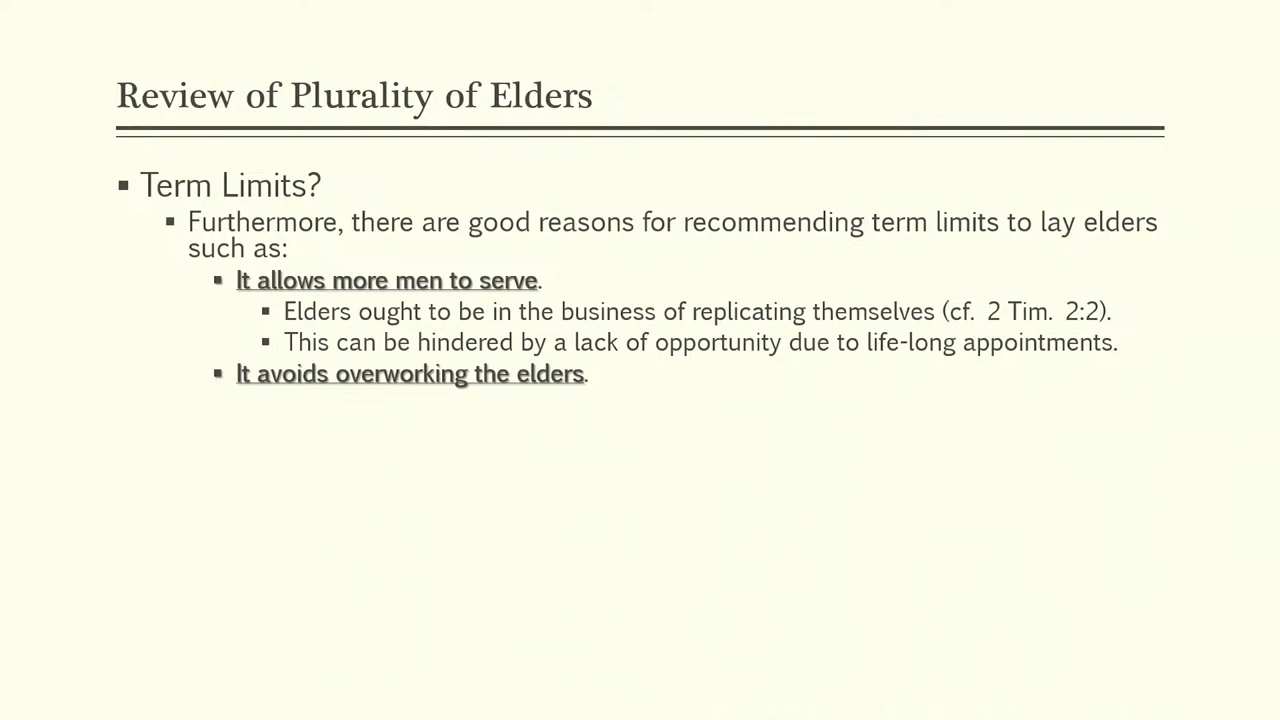 Review of Plurality of Elders
▪ Term Limits?
▪ Furthermore, there are good reasons for recommending term limits to lay elders
such as:
▪ It allows more men to serve.
▪ Elders ought to be in the business of replicating themselves (cf. 2 Tim. 2:2).
▪ This can be hindered by a lack of opportunity due to life-long appointments.
▪ It avoids overworking the elders.